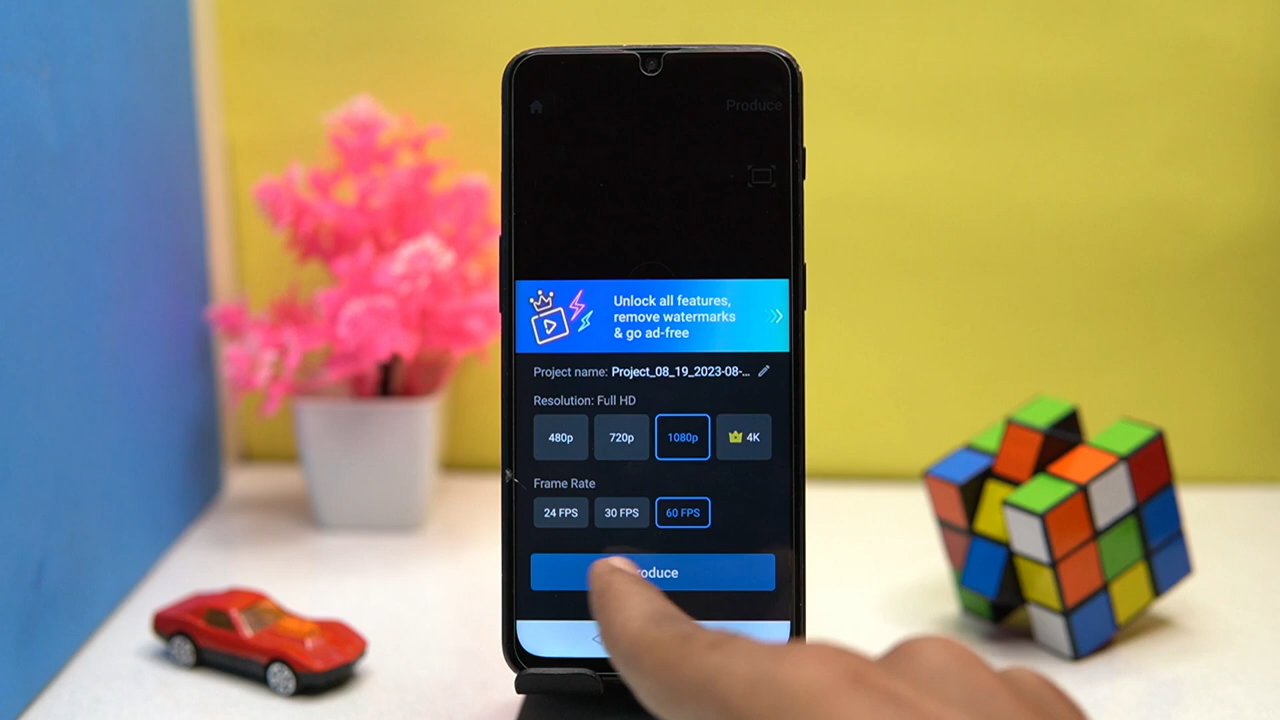 Produce
Unlock all features,
remove watermarks
& go ad-free
Project name: Project_08_19_2023-08-...
Resolution: Full HD
480p 720p 1080p 4K
Frame Rate
24 FPS 30 FPS 60 FPS
roduce